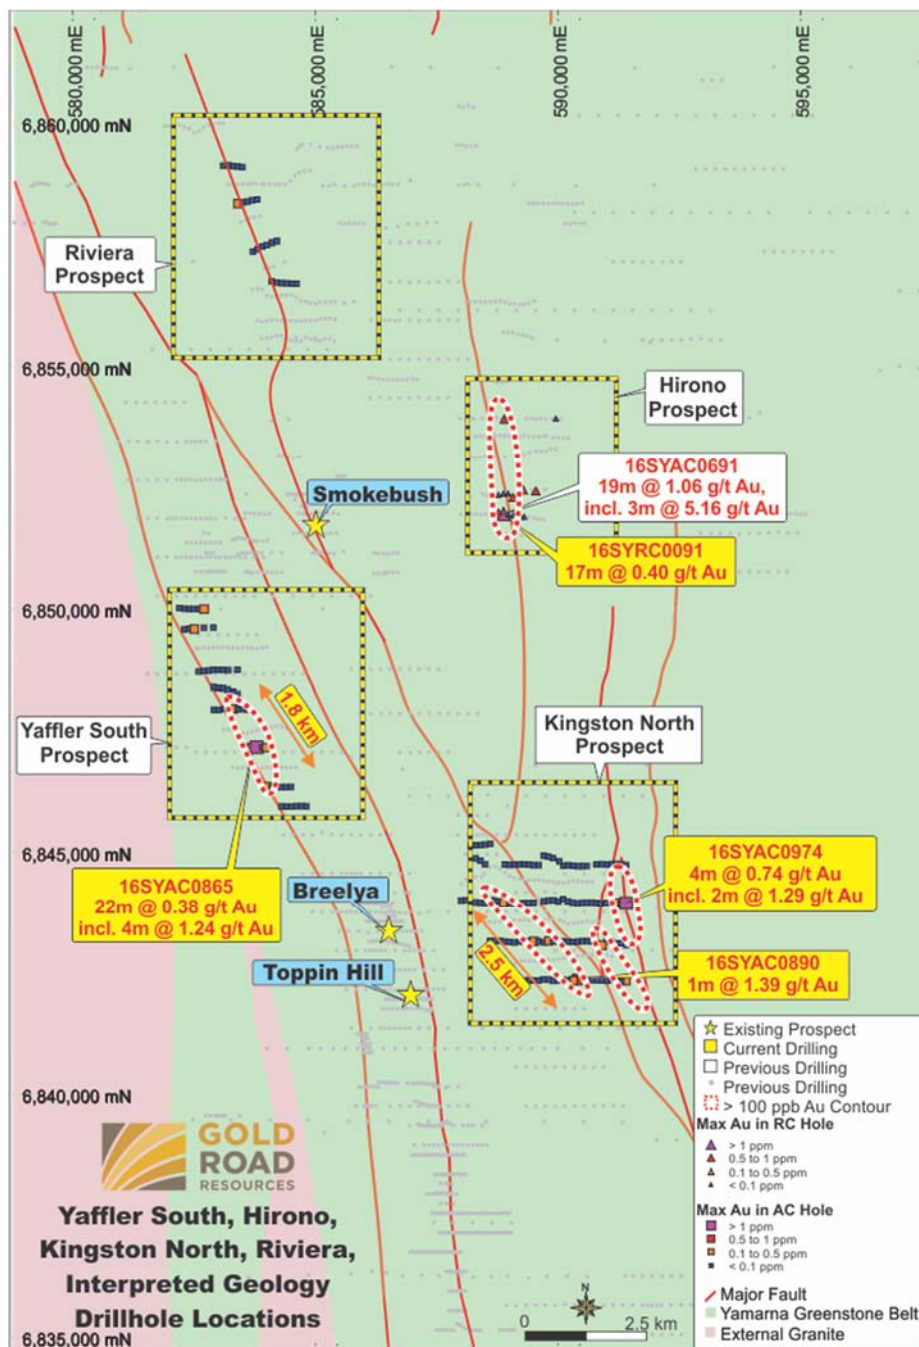 580,000 mE
585,000 mE
590,000 mE
595,000 mE
6,860,000 mN
Riviera
Prospect
6,855,000 mN
Hirono
Prospect
16SYAC0691
19m @ 1.06 g/t Au,
incl. 3m @ 5.16 g/t Au
Smokebush
16SYRC0091
17m @ 0.40 g/t Au
6,850,000 mN
1.8 km
Yaffler South
Prospect
Kingston North
Prospect
6,845,000 mN
16SYAC0974
4m @ 0.74 g/t Au
incl. 2m @ 1.29 g/t Au
16SYAC0865
22m @ 0.38 g/t Au
incl. 4m @ 1.24 g/t Au
Breelya
2.5 km
16SYAC0890
1m @ 1.39 g/t Au
Toppin Hill
6,840,000 mN
Existing Prospect
Current Drilling
Previous Drilling
Previous Drilling
> 100 ppb Au Contour
Max Au in RC Hole
> 1 ppm
0.5 to 1 ppm
0.1 to 0.5 ppm
< 0.1 ppm
Max Au in AC Hole
> 1 ppm
0.5 to 1 ppm
0.1 to 0.5 ppm
< 0.1 ppm
Major Fault
Yamarna Greenstone Belt
External Granite
GOLD
ROAD
RESOURCES
Yaffler South, Hirono,
Kingston North, Riviera,
Interpreted Geology
Drillhole Locations
N
0 2.5 km
6,835,000 mN